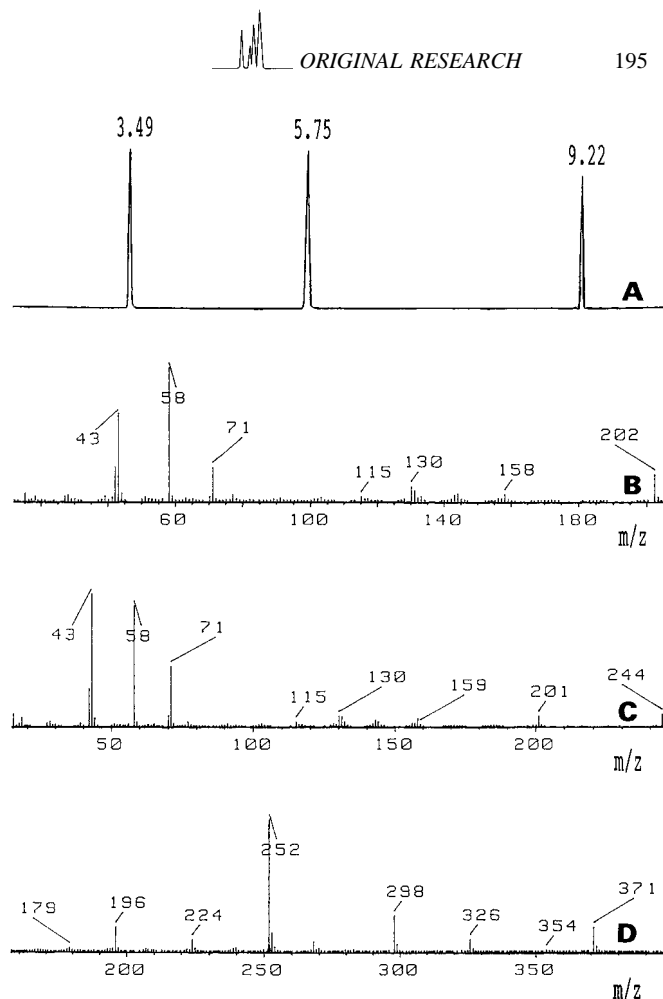 ORIGINAL RESEARCH 195
3.49 5.75 9.22
A
43 58 71 115 130 158 202
B
60 100 140 180
m/z
43 58 71 115 130 159 201 244
C
50 100 150 200
m/z
179 196 224 252 298 326 354 371
D
200 250 300 350
m/z